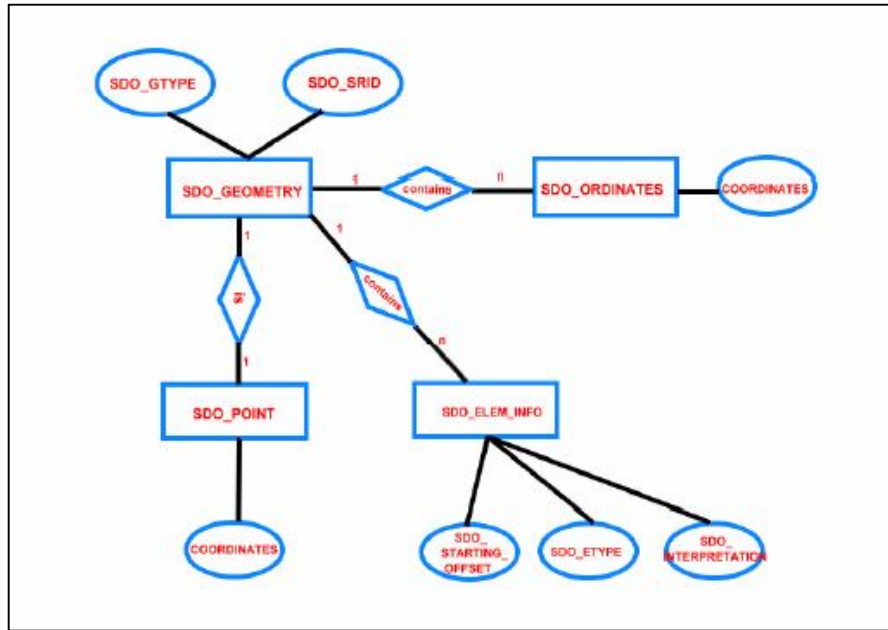 SDO_GTYPE
SDO_SRID
SDO_GEOMETRY
1
contains
n
SDO_ORDINATES
COORDINATES
1
1
is
contains
1
n
SDO_POINT
SDO_ELEM_INFO
COORDINATES
SDO_
STARTING_
OFFSET
SDO_ETYPE
SDO_
INTERPRETATION